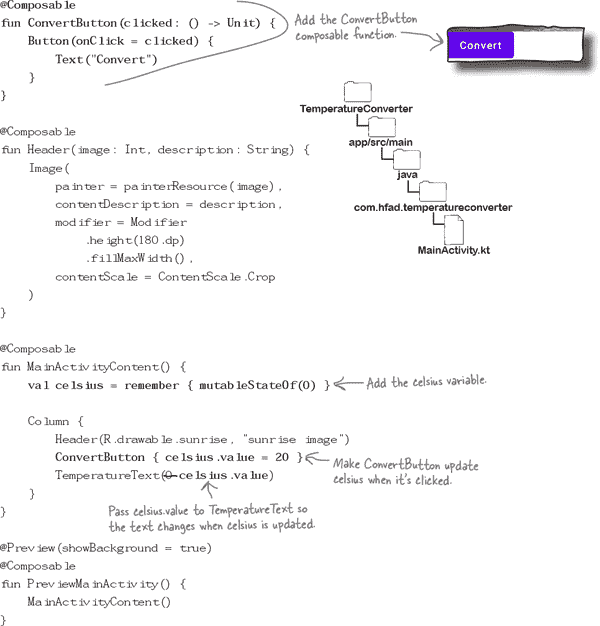 @Composable
fun ConvertButton(clicked: () -> Unit) {
Button(onClick = clicked) {
Text("Convert")
}
}
Add the ConvertButton
composable function.
Convert
TemperatureConverter
app/src/main
java
com.hfad.temperatureconverter
MainActivity.kt
@Composable
fun Header(image: Int, description: String) {
Image(
painter = painterResource(image),
contentDescription = description,
modifier = Modifier
.height(180.dp)
.fillMaxWidth(),
contentScale = ContentScale.Crop
)
}
@Composable
fun MainActivityContent() {
val celsius = remember { mutableStateOf(0) }
Add the celsius variable.
Column {
Header(R.drawable.sunrise, "sunrise image")
ConvertButton { celsius.value = 20 }
TemperatureText(0 celsius.value)
}
}
Make ConvertButton update
celsius when it's clicked.
Pass celsius.value to TemperatureText so
the text changes when celsius is updated.
@Preview(showBackground = true)
@Composable
fun PreviewMainActivity() {
MainActivityContent()
}